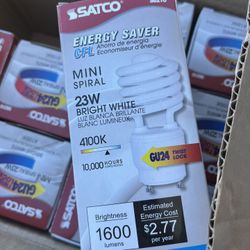 SATCO
ENERGY SAVER
CFL Ahorro de energía
Économiseur d'énergie
MINI
SPIRAL
23W
BRIGHT WHITE
LUZ BLANCA BRILLANTE
BLANC LUMINEUX
4100K
10,000 HOURS
GU24 TWIST
LOCK
Brightness
1600
lumens
Estimated
Energy Cost
$2.77
per year
SATCO
GU24